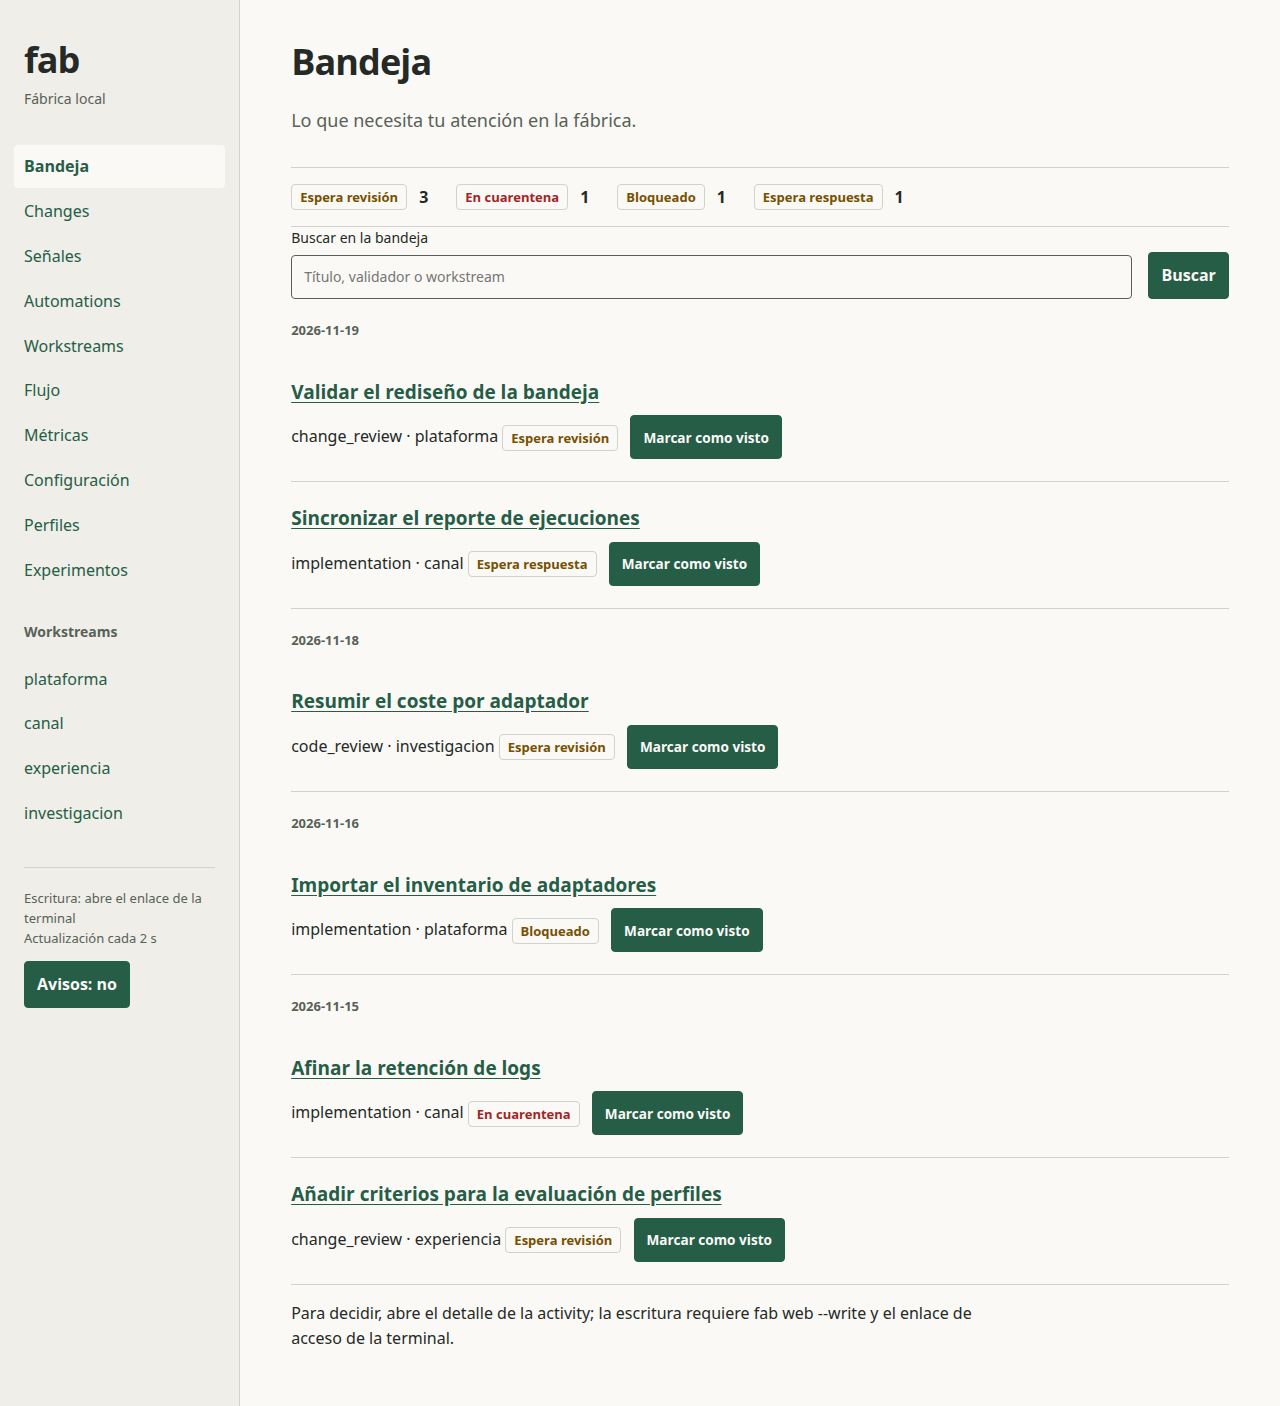 fab
Fábrica local
Bandeja
Changes
Señales
Automations
Workstreams
Flujo
Métricas
Configuración
Perfiles
Experimentos
Workstreams
plataforma
canal
experiencia
investigacion
Escritura: abre el enlace de la
terminal
Actualización cada 2 s
Avisos: no
Bandeja
Lo que necesita tu atención en la fábrica.
Espera revisión 3 En cuarentena 1 Bloqueado 1 Espera respuesta 1
Buscar en la bandeja
Título, validador o workstream Buscar
2026-11-19
Validar el rediseño de la bandeja
change_review · plataforma Espera revisión Marcar como visto
Sincronizar el reporte de ejecuciones
implementation · canal Espera respuesta Marcar como visto
2026-11-18
Resumir el coste por adaptador
code_review · investigacion Espera revisión Marcar como visto
2026-11-16
Importar el inventario de adaptadores
implementation · plataforma Bloqueado Marcar como visto
2026-11-15
Afinar la retención de logs
implementation · canal En cuarentena Marcar como visto
Añadir criterios para la evaluación de perfiles
change_review · experiencia Espera revisión Marcar como visto
Para decidir, abre el detalle de la activity; la escritura requiere fab web --write y el enlace de
acceso de la terminal.